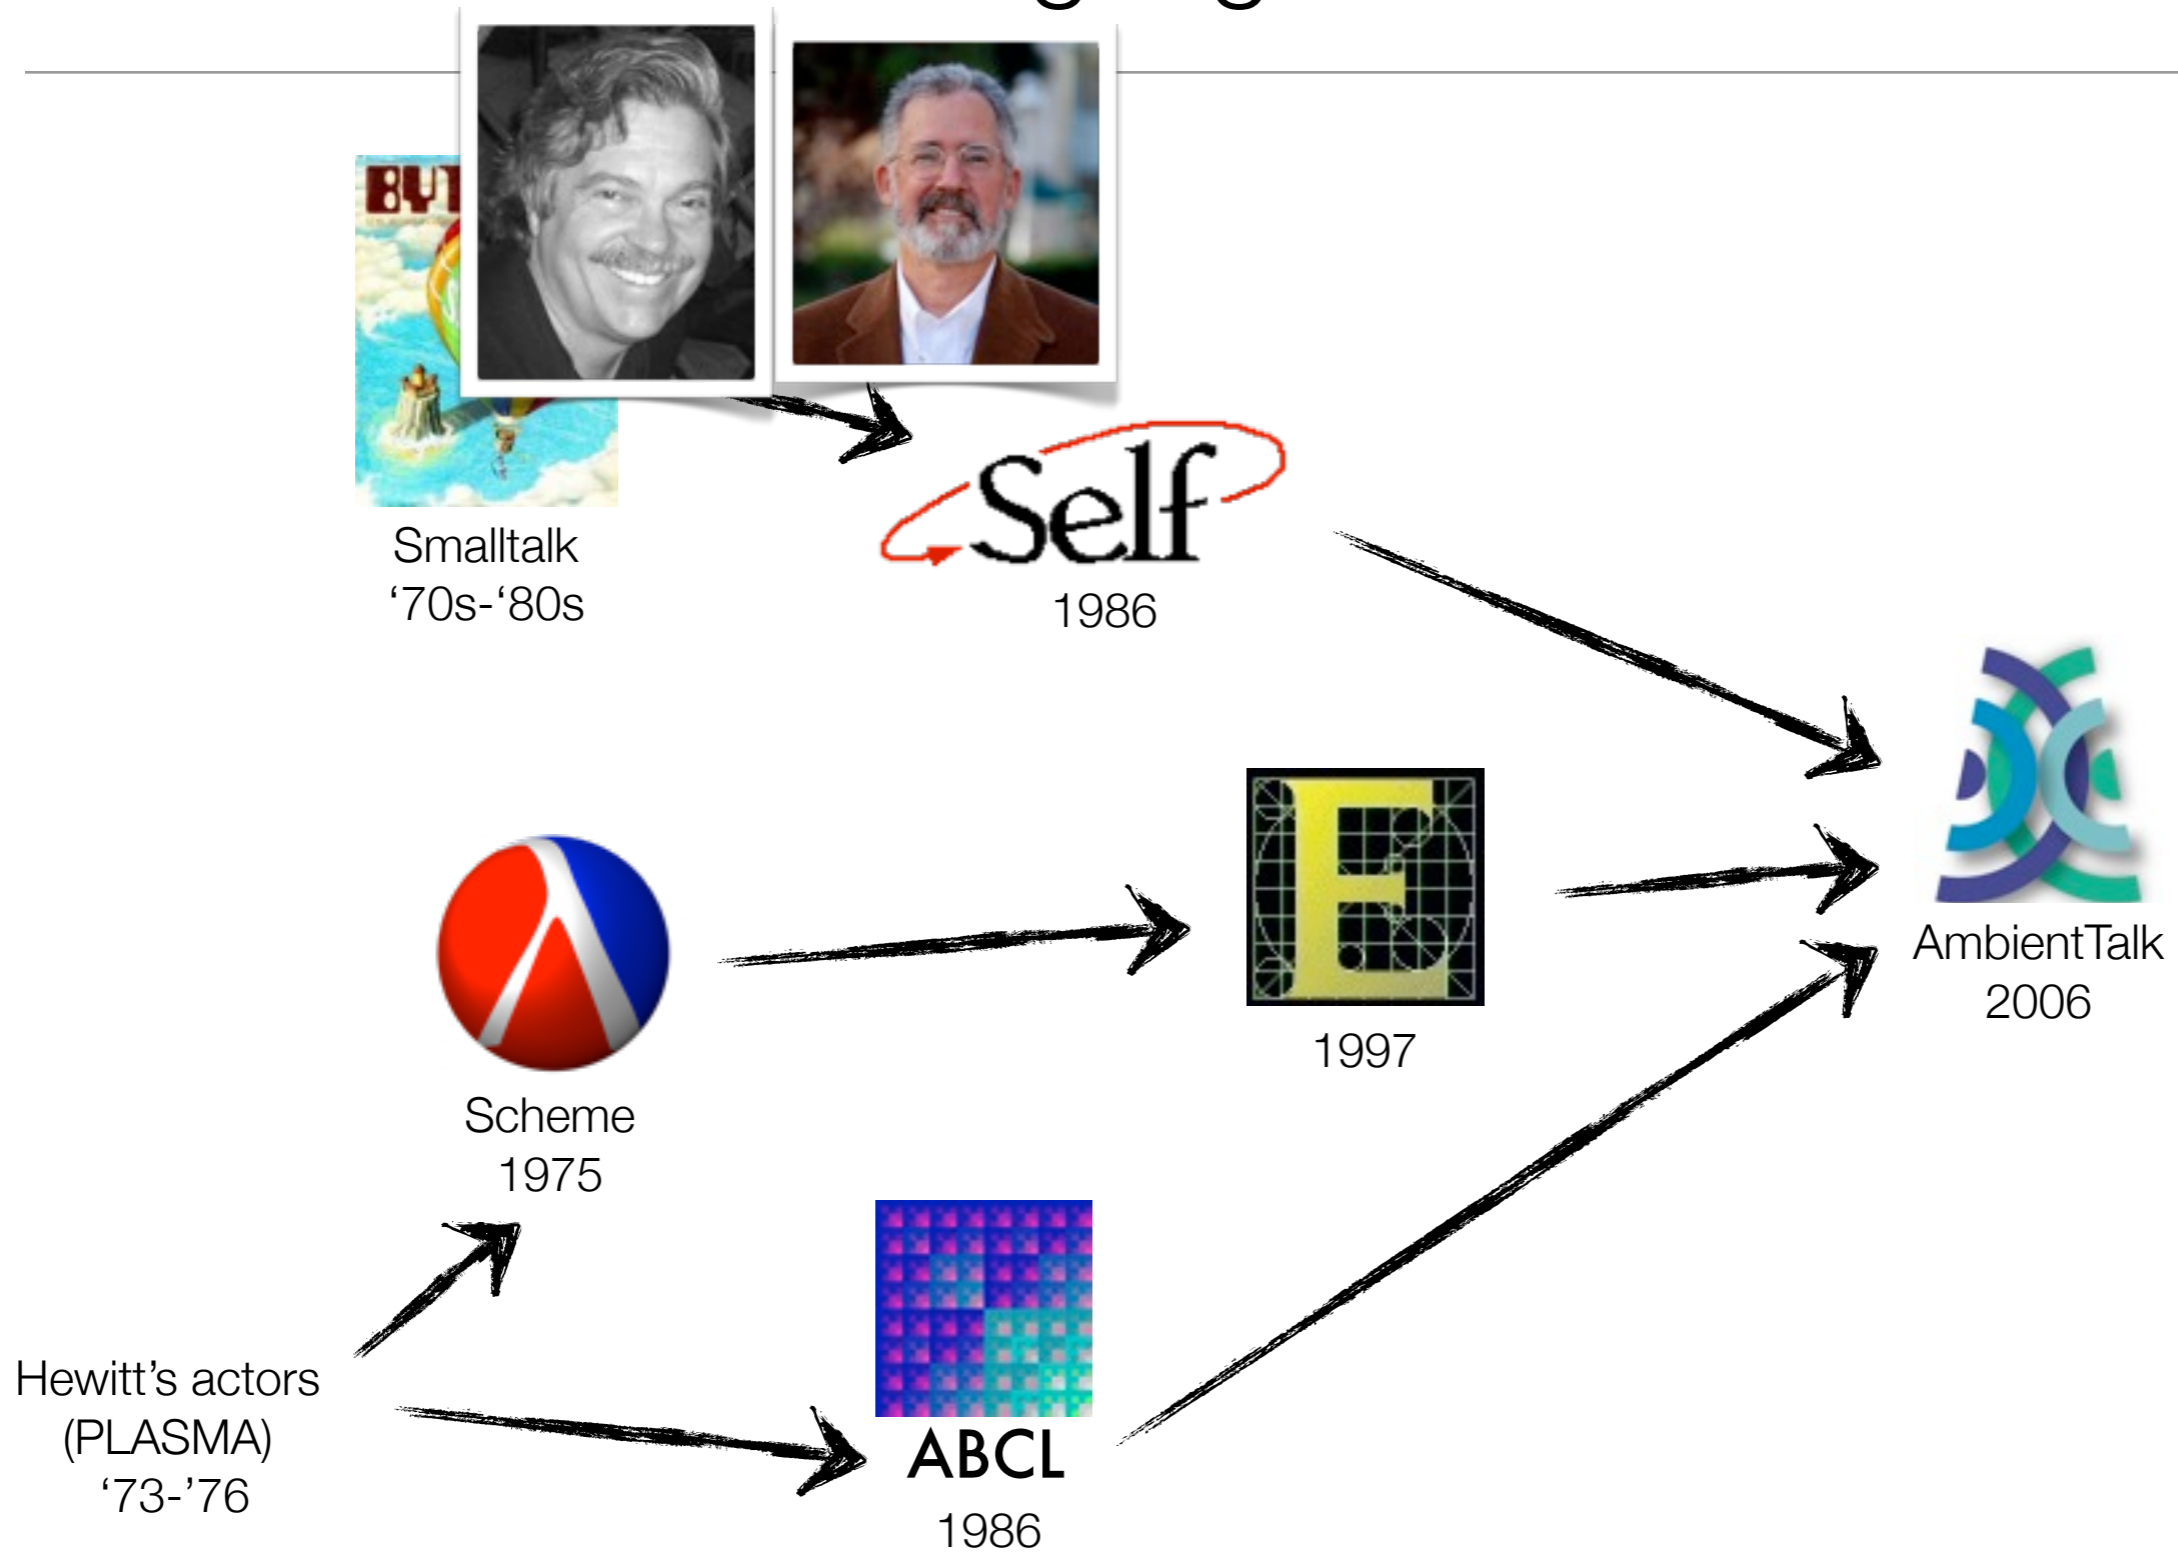 Smalltalk
‘70s-‘80s
Self
1986
E
1997
AmbientTalk
2006
Scheme
1975
Hewitt’s actors
(PLASMA)
‘73-’76
ABCL
1986